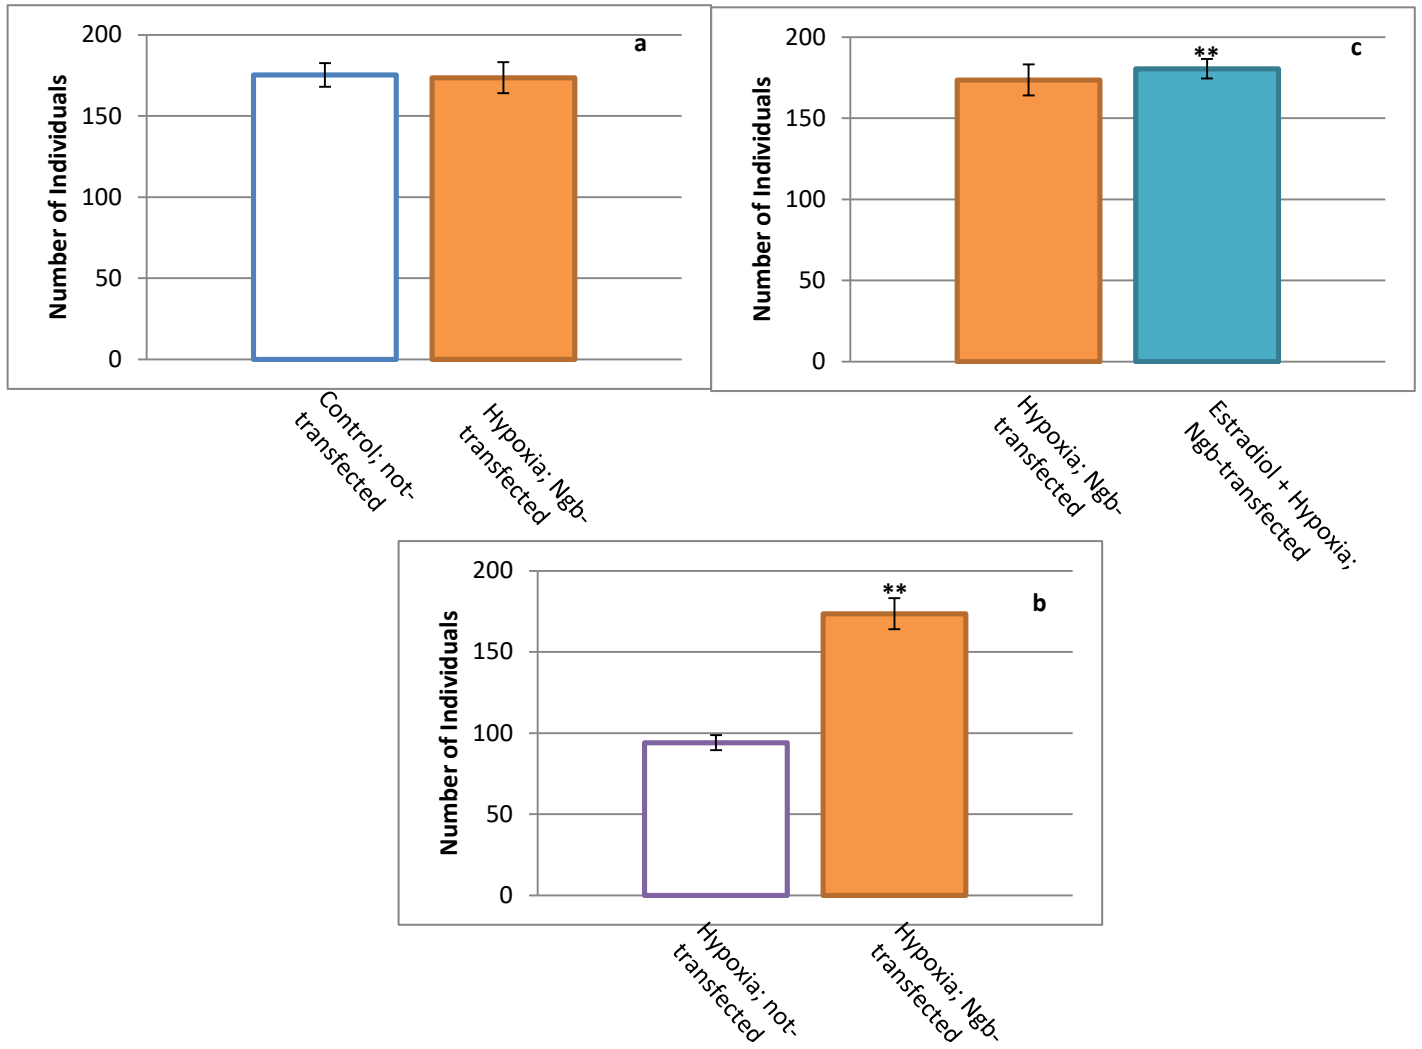 a
Number of Individuals
200
150
100
50
0
Control; not-
transfected
Hypoxia; Ngb-
transfected
c
**
Number of Individuals
200
150
100
50
0
Hypoxia; Ngb-
transfected
Estradiol + Hypoxia;
Ngb-transfected
b
**
Number of Individuals
200
150
100
50
0
Hypoxia; not-
transfected
Hypoxia; Ngb-
transfected